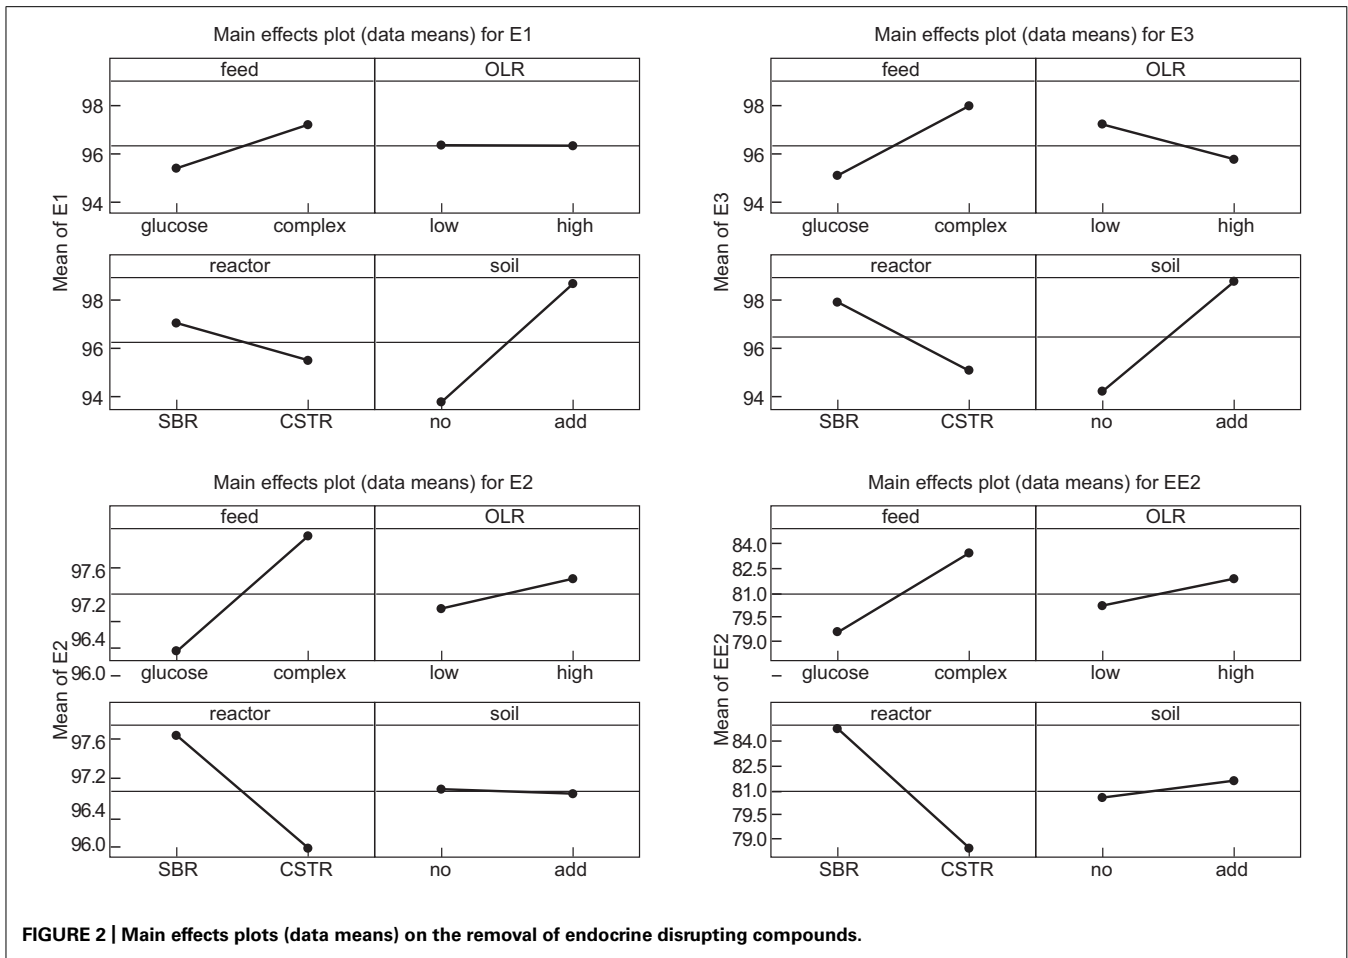 Main effects plot (data means) for E1
feed OLR
98
96
94
glucose complex low high
reactor soil
98
96
94
SBR CSTR no add
Mean of E1
Main effects plot (data means) for E3
feed OLR
98
96
94
glucose complex low high
reactor soil
98
96
94
SBR CSTR no add
Mean of E3
Main effects plot (data means) for E2
feed OLR
97.6
97.2
96.4
96.0
glucose complex low high
reactor soil
97.6
97.2
96.4
96.0
SBR CSTR no add
Mean of E2
Main effects plot (data means) for EE2
feed OLR
84.0
82.5
81.0
79.5
79.0
glucose complex low high
reactor soil
84.0
82.5
81.0
79.5
79.0
SBR CSTR no add
Mean of EE2
FIGURE 2 | Main effects plots (data means) on the removal of endocrine disrupting compounds.